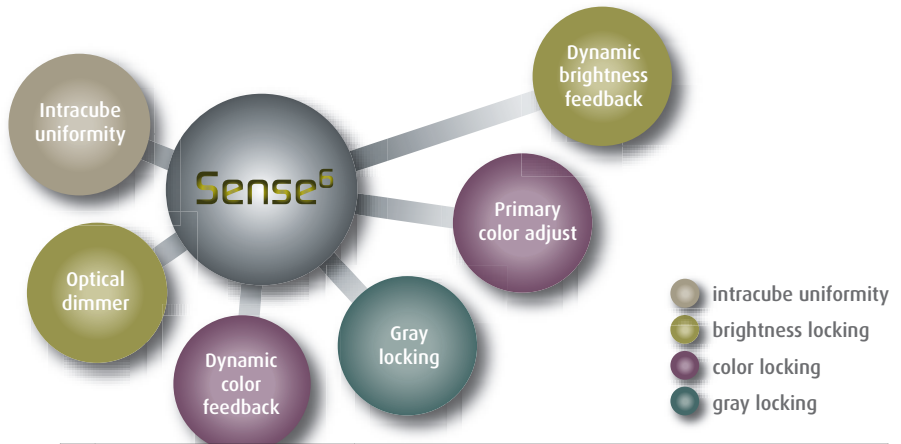 Dynamic
brightness
feedback
Intracube
uniformity
Sense⁶
Primary
color adjust
Optical
dimmer
Gray
locking
Dynamic
color
feedback
intracube uniformity
brightness locking
color locking
gray locking